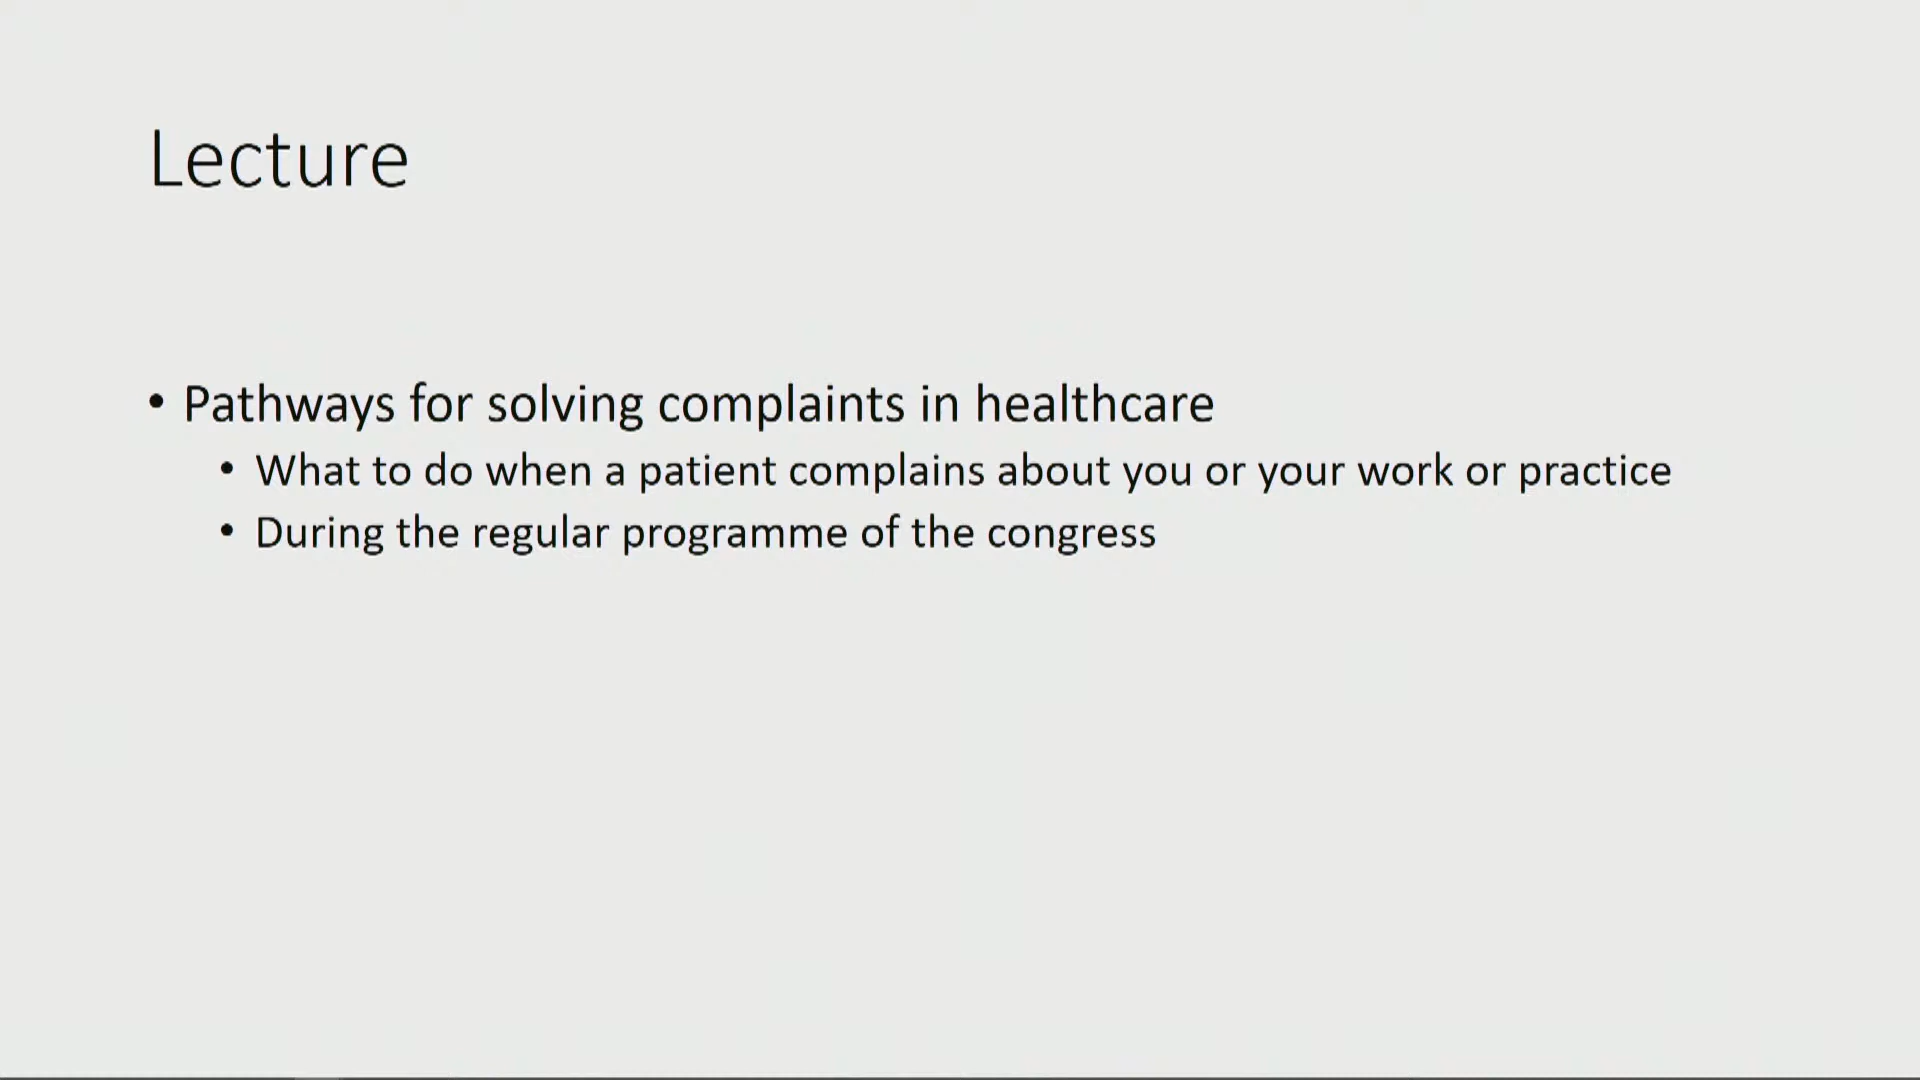 Lecture
• Pathways for solving complaints in healthcare
• What to do when a patient complains about you or your work or practice
• During the regular programme of the congress